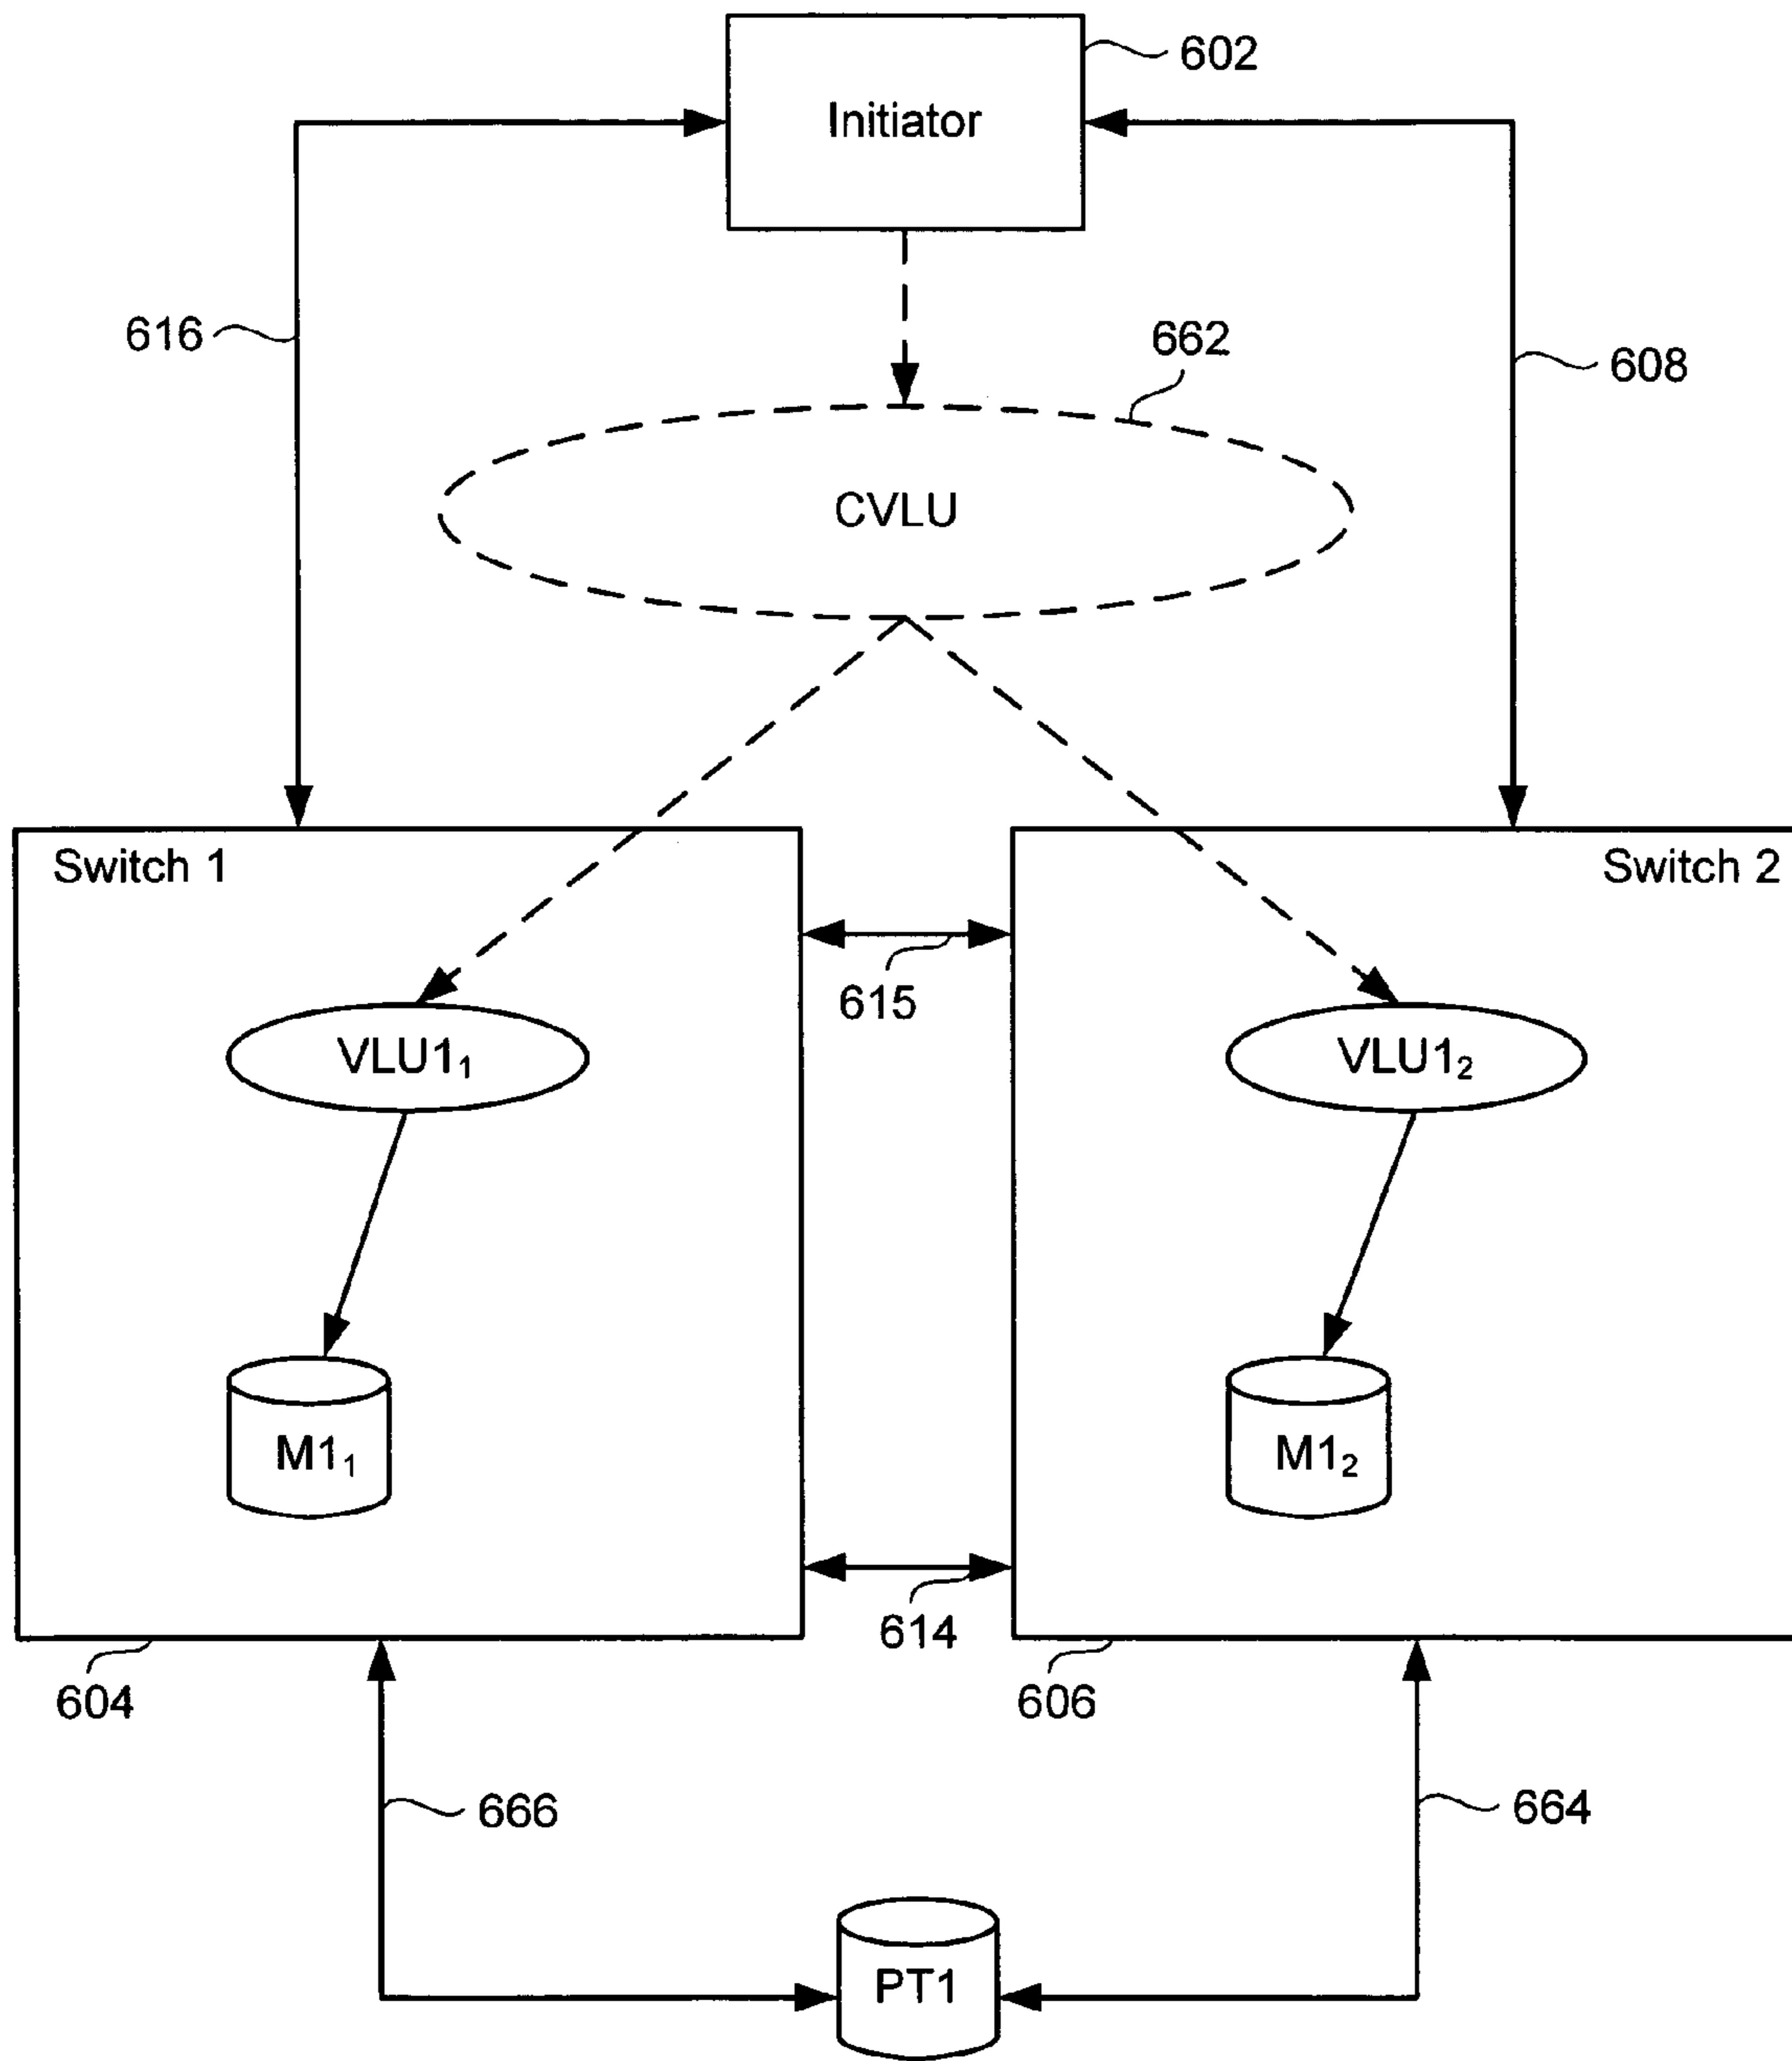 602
Initiator
616
662
608
CVLU
Switch 1
Switch 2
615
VLU1₁
VLU1₂
M1₁
M1₂
614
604
606
666
664
PT1